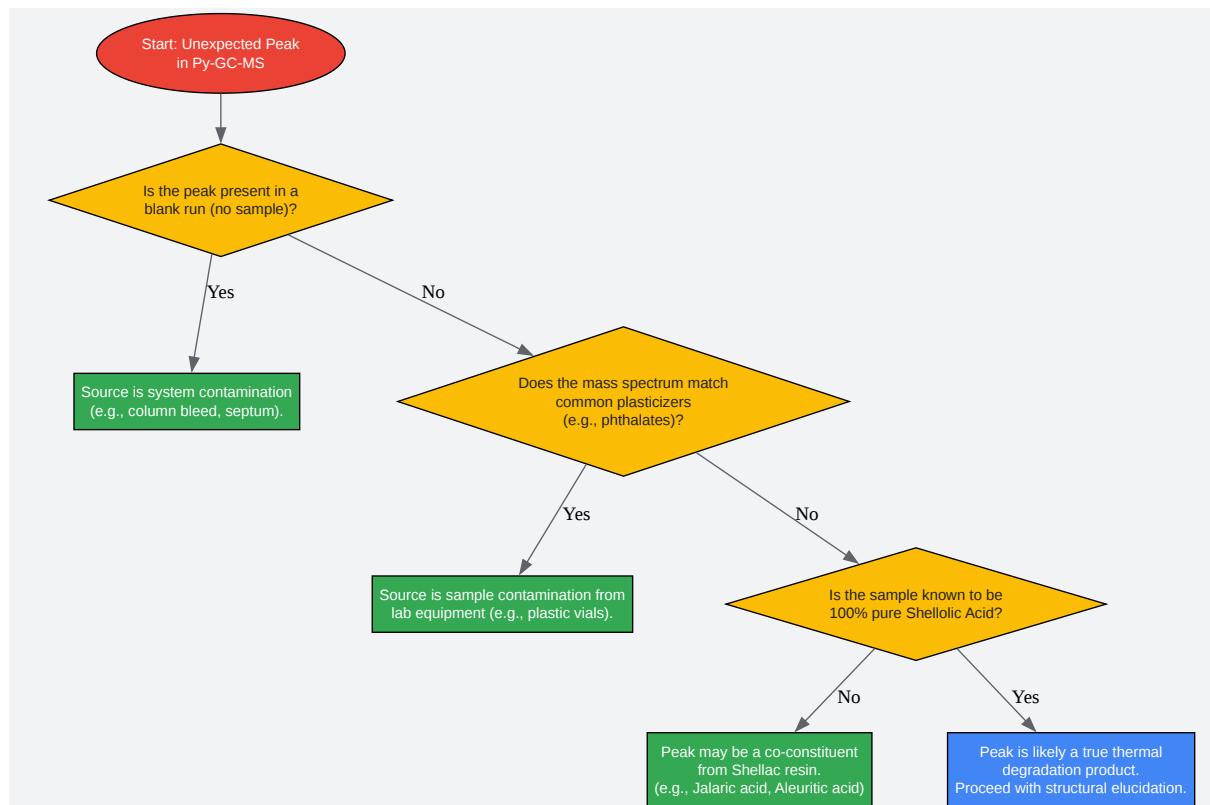 Start: Unexpected Peak
in Py-GC-MS
Is the peak present in a
blank run (no sample)?
Yes
No
Source is system contamination
(e.g., column bleed, septum).
Does the mass spectrum match
common plasticizers
(e.g., phthalates)?
Yes
No
Source is sample contamination from
lab equipment (e.g., plastic vials).
Is the sample known to be
100% pure Shellolic Acid?
No
Yes
Peak may be a co-constituent
from Shellac resin.
(e.g., Jalaric acid, Aleuritic acid)
Peak is likely a true thermal
degradation product.
Proceed with structural elucidation.